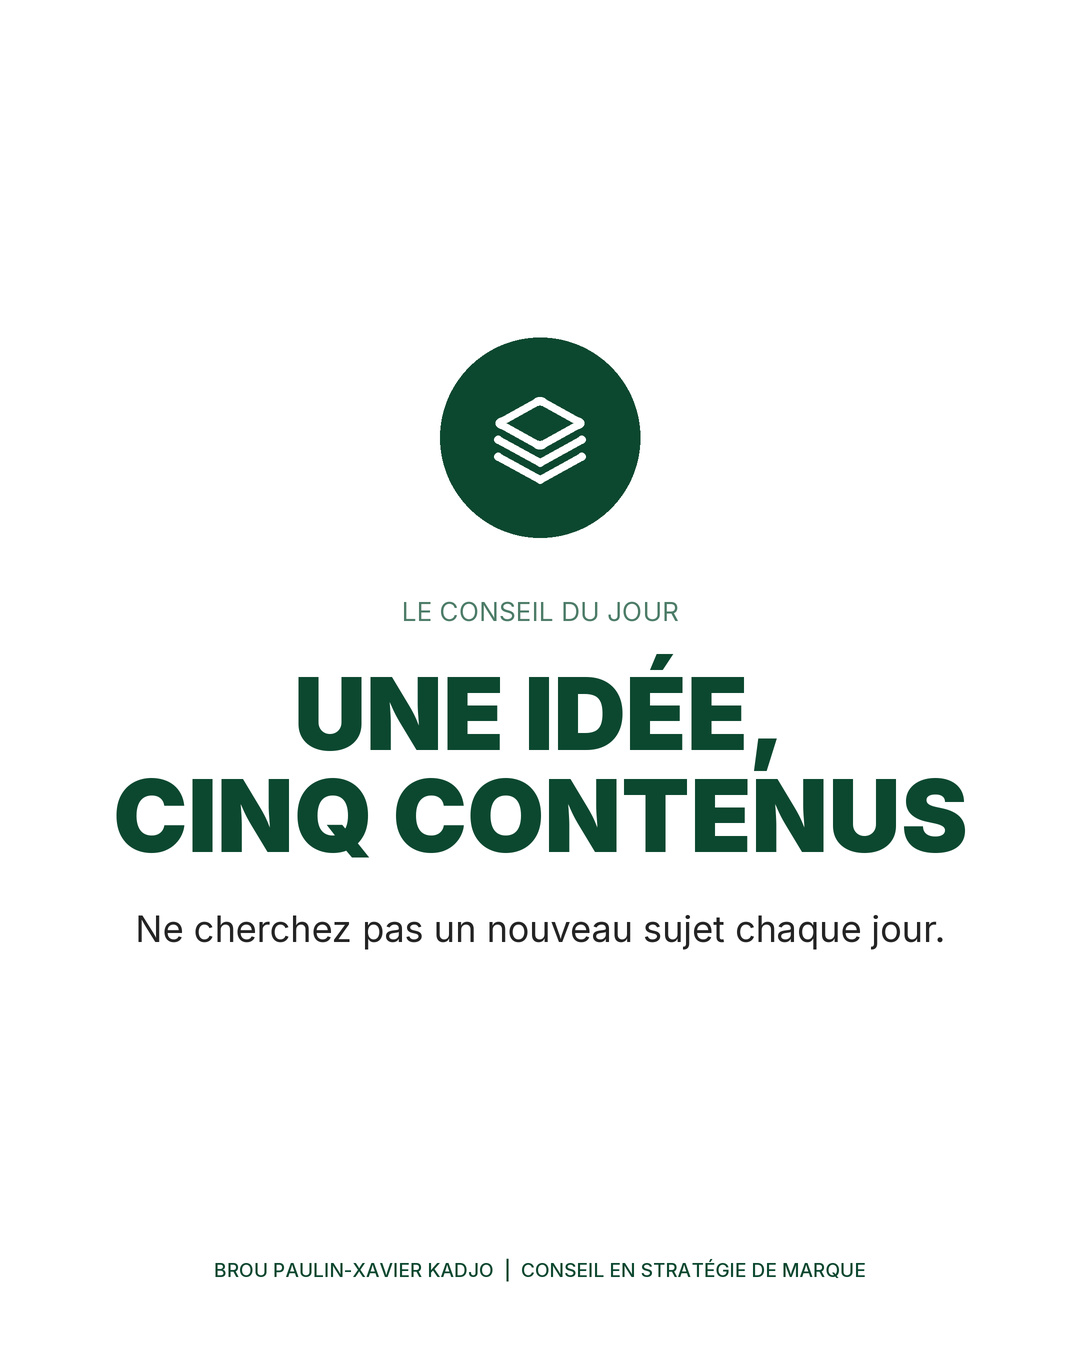 LE CONSEIL DU JOUR
UNE IDÉE,
CINQ CONTENUS
Ne cherchez pas un nouveau sujet chaque jour.
BROU PAULIN-XAVIER KADJO | CONSEIL EN STRATÉGIE DE MARQUE